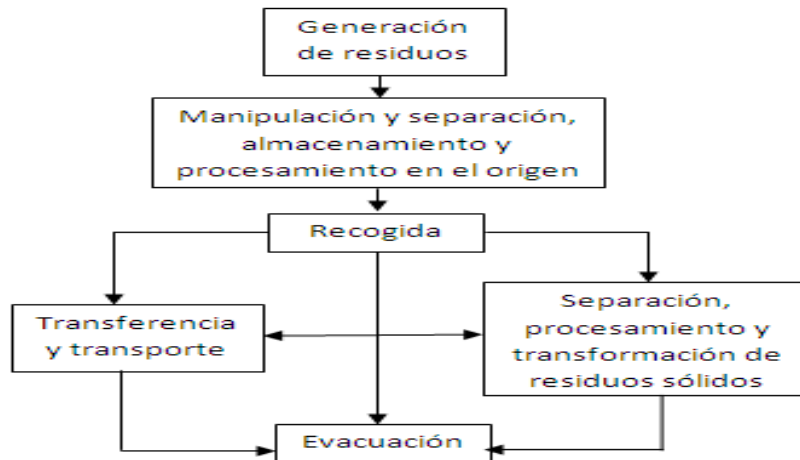 Generación
de residuos
Manipulación y separación,
almacenamiento y
procesamiento en el origen
Recogida
Transferencia
y transporte
Separación,
procesamiento y
transformación de
residuos sólidos
Evacuación